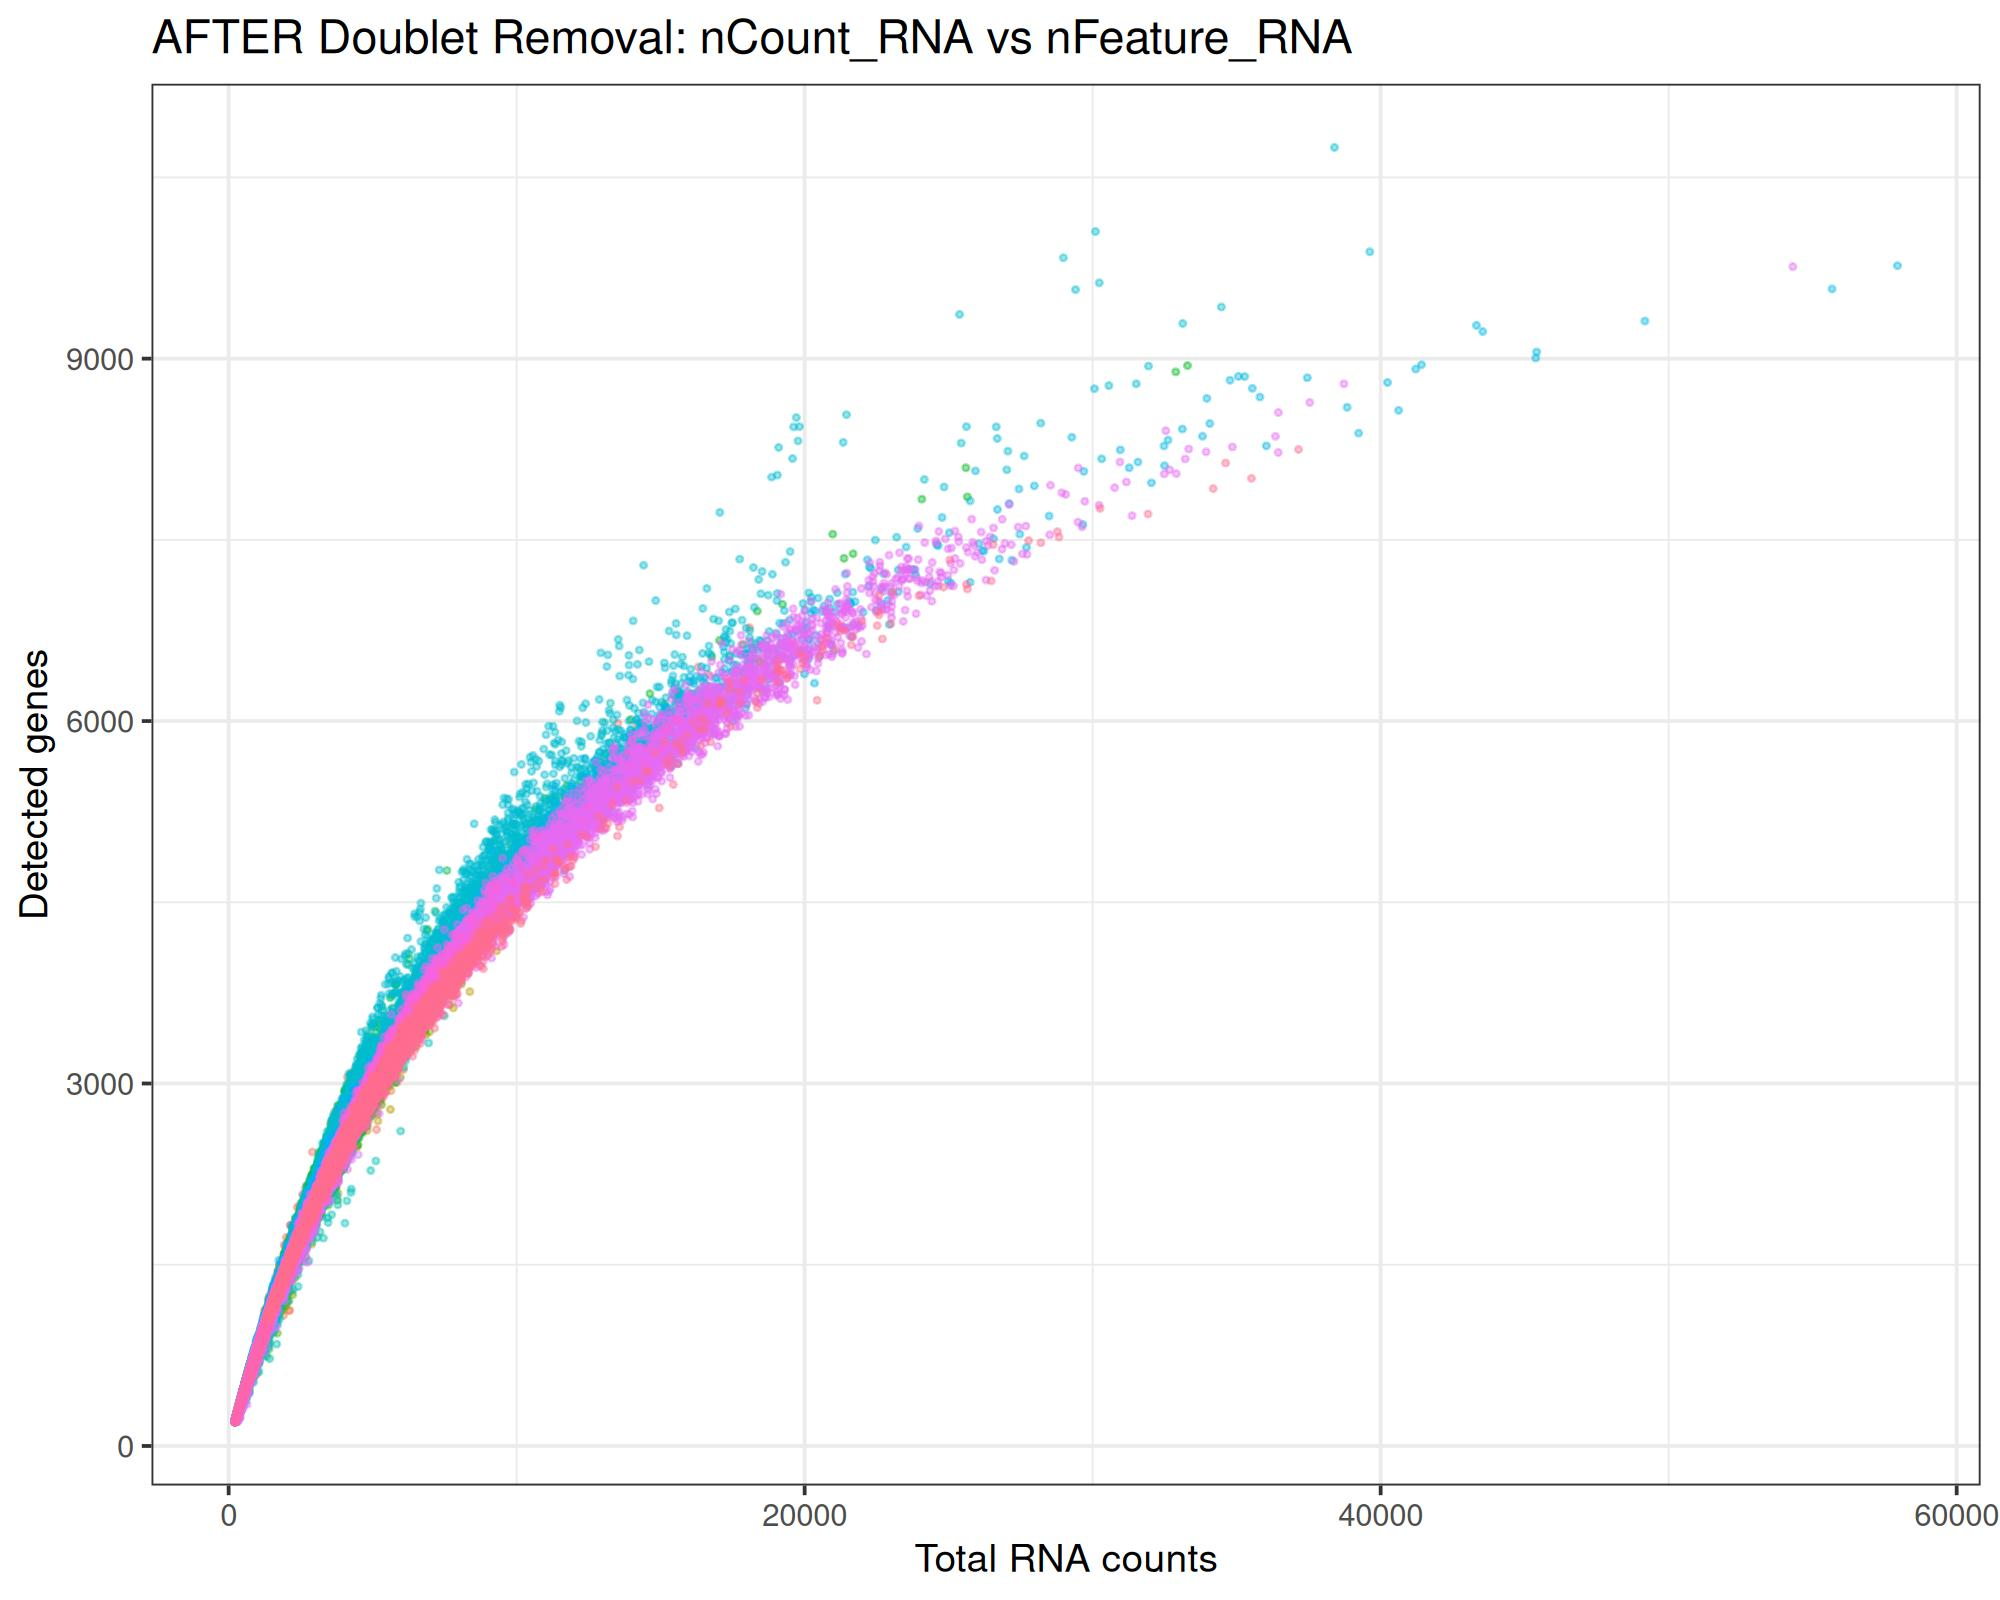 AFTER Doublet Removal: nCount_RNA vs nFeature_RNA
Detected genes
9000
6000
3000
0
0 20000 40000 60000
Total RNA counts